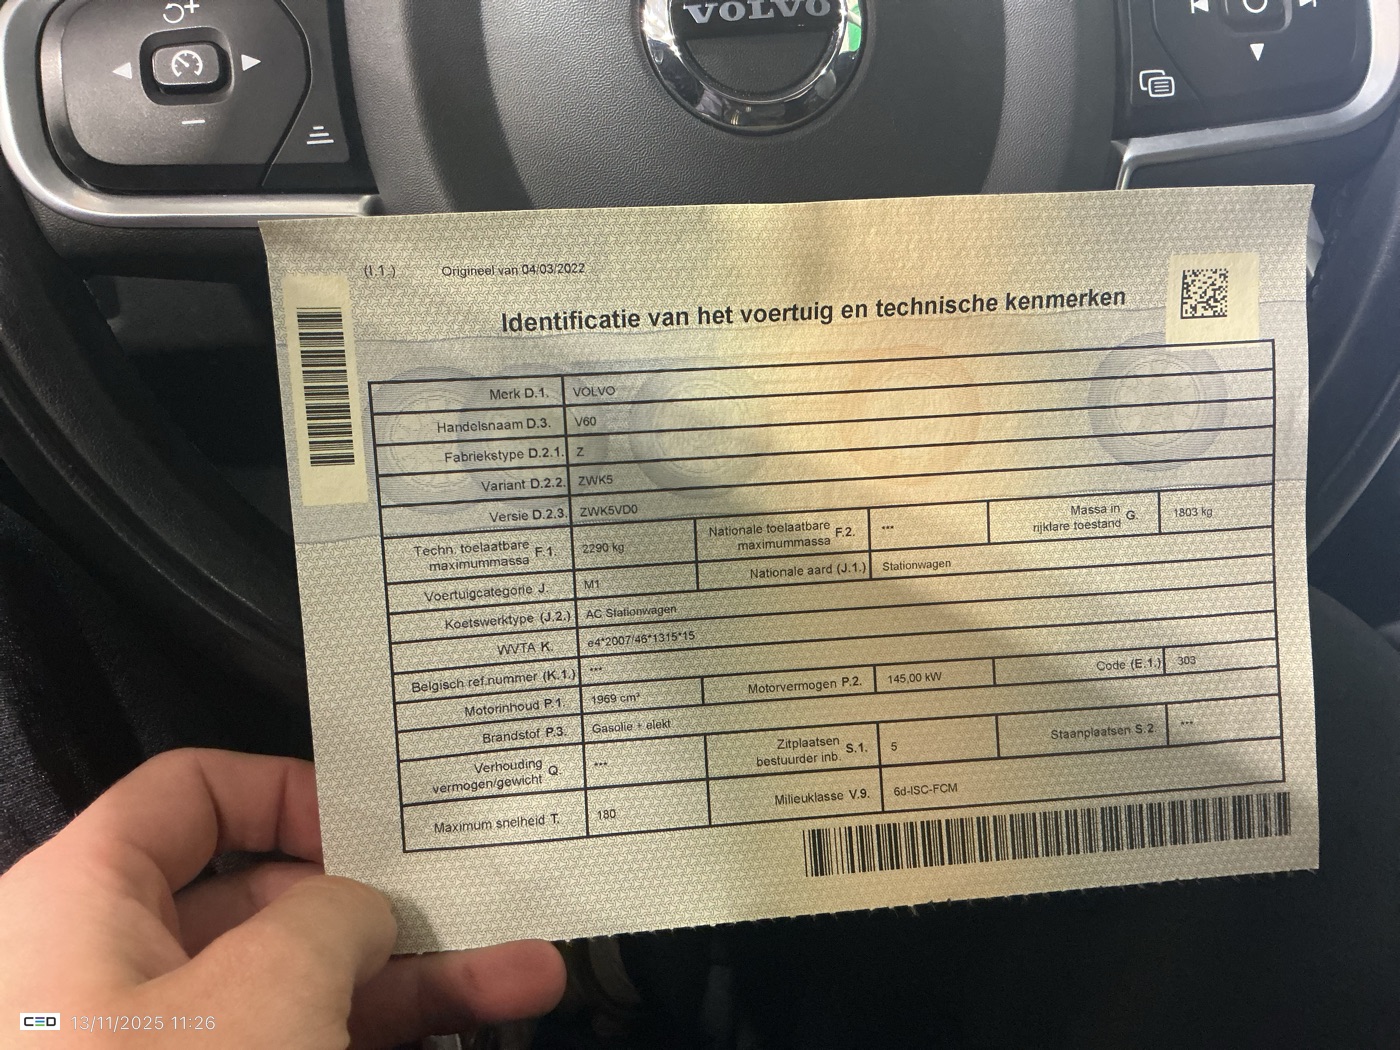 VOLVO
(I.1.) Origineel van 04/03/2022
Identificatie van het voertuig en technische kenmerken
Merk D.1. VOLVO
Handelsnaam D.3. V60
Fabriekstype D.2.1. Z
Variant D.2.2. ZWK5
Versie D.2.3. ZWK5VD0
Techn. toelaatbare maximummassa F.1. 2290 kg Nationale toelaatbare maximummassa F.2. --- Massa in rijklare toestand G. 1803 kg
Voertuigcategorie J. M1 Nationale aard (J.1.) Stationwagen
Koetswerktype (J.2.) AC Stationwagen
WVTA K. e4*2007/46*1315*15
Belgisch ref.nummer (K.1.) ---
Motorinhoud P.1. 1969 cm³ Motorvermogen P.2. 145,00 kW Code (E.1.) 303
Brandstof P.3. Gasolie + elekt
Verhouding vermogen/gewicht Q. --- Zitplaatsen bestuurder inb. S.1. 5 Staanplaatsen S.2 ---
Maximum snelheid T. 180 Milieuklasse V.9. 6d-ISC-FCM
CED 13/11/2025 11:26